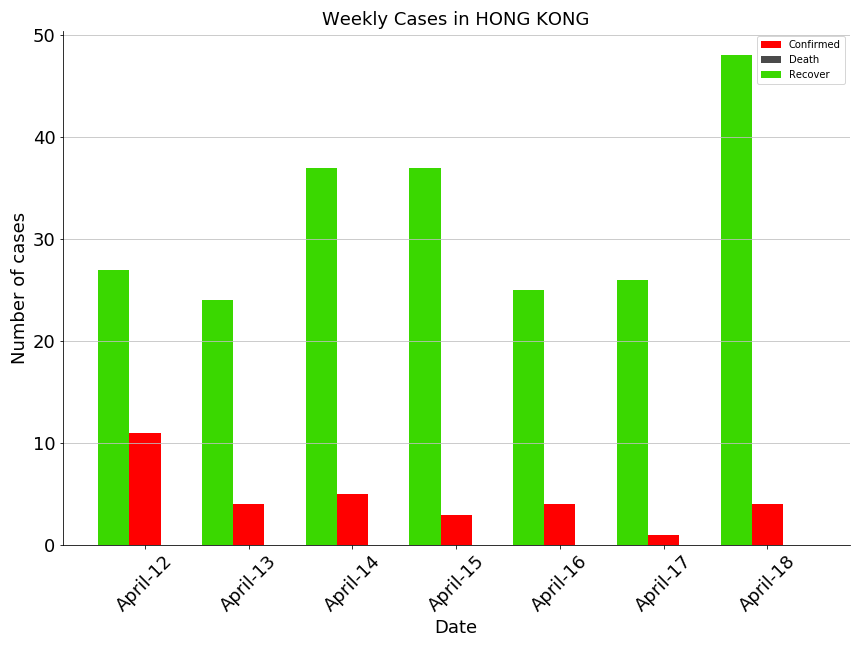 Weekly Cases in HONG KONG
Confirmed
Death
Recover
Number of cases
50
40
30
20
10
0
April-12
April-13
April-14
April-15
April-16
April-17
April-18
Date